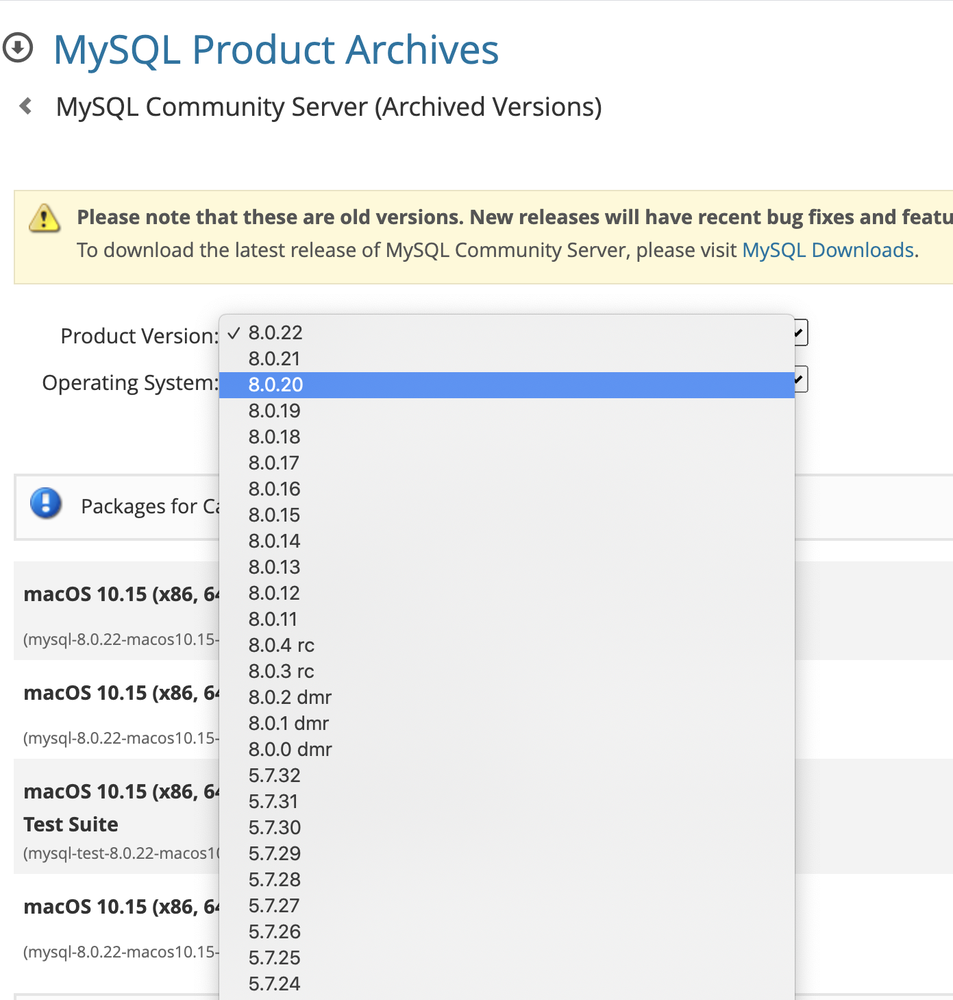 MySQL Product Archives
MySQL Community Server (Archived Versions)
Please note that these are old versions. New releases will have recent bug fixes and featu
To download the latest release of MySQL Community Server, please visit MySQL Downloads.
Product Version:
✓ 8.0.22
8.0.21
Operating System:
8.0.20
8.0.19
8.0.18
8.0.17
8.0.16
Packages for Ca
8.0.15
8.0.14
8.0.13
macOS 10.15 (x86, 64
8.0.12
8.0.11
(mysql-8.0.22-macos10.15-
8.0.4 rc
8.0.3 rc
macOS 10.15 (x86, 64
8.0.2 dmr
8.0.1 dmr
(mysql-8.0.22-macos10.15-
8.0.0 dmr
5.7.32
macOS 10.15 (x86, 64
5.7.31
Test Suite
5.7.30
(mysql-test-8.0.22-macos10
5.7.29
5.7.28
macOS 10.15 (x86, 64
5.7.27
5.7.26
(mysql-8.0.22-macos10.15-
5.7.25
5.7.24